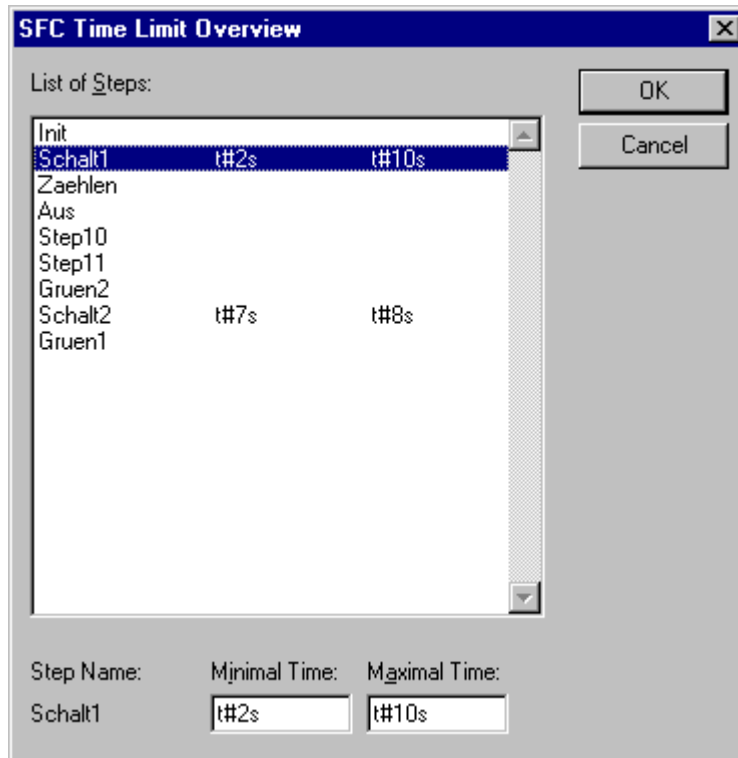 SFC Time Limit Overview
List of Steps:
OK
Cancel
Init
Schalt1 t#2s t#10s
Zaehlen
Aus
Step10
Step11
Gruen2
Schalt2 t#7s t#8s
Gruen1
Step Name: Minimal Time: Maximal Time:
Schalt1 t#2s t#10s